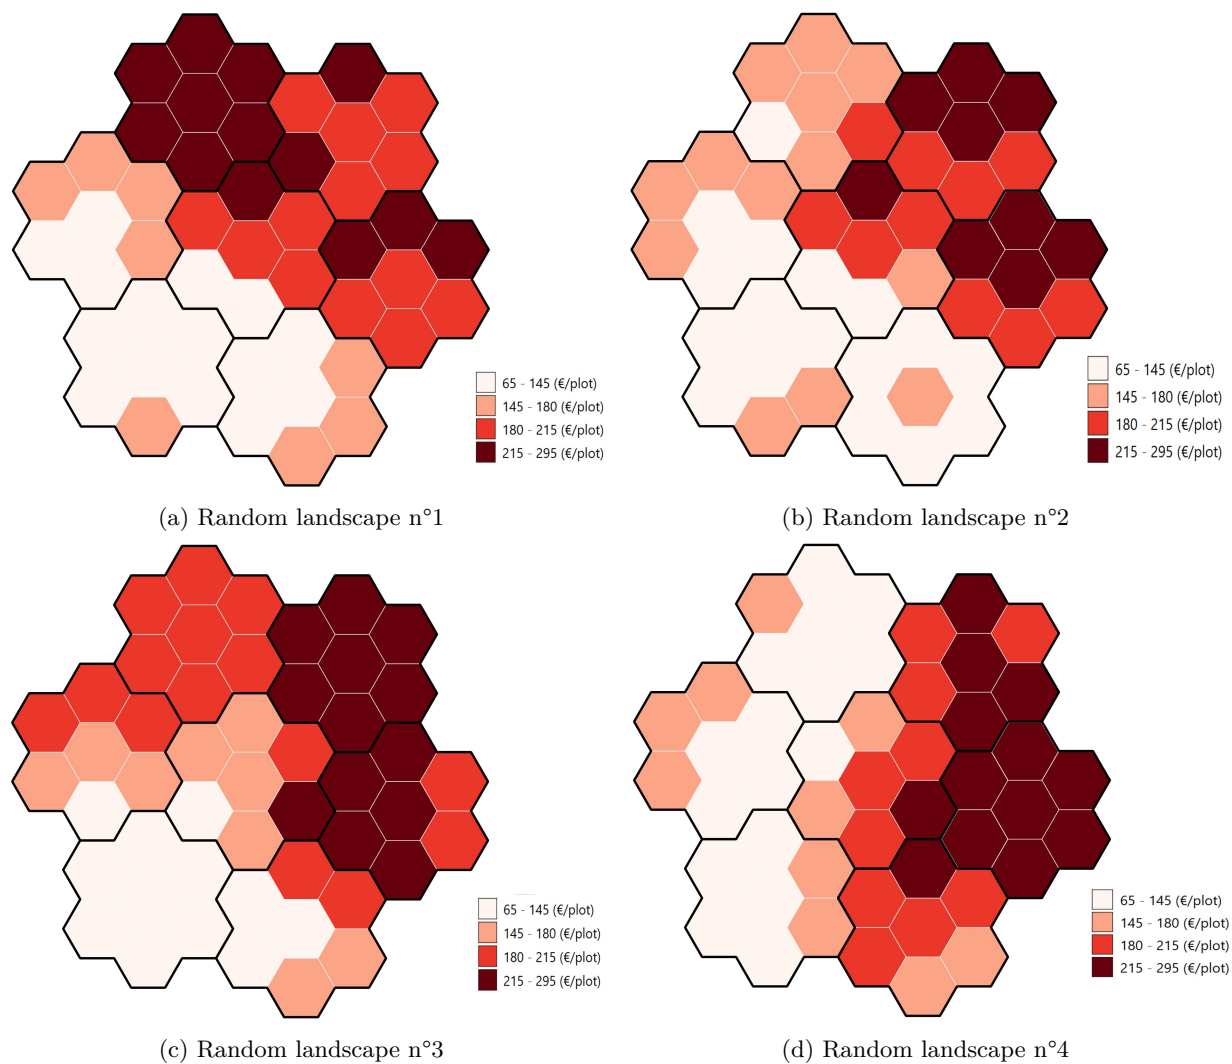 65 - 145 (€/plot)
145 - 180 (€/plot)
180 - 215 (€/plot)
215 - 295 (€/plot)
65 - 145 (€/plot)
145 - 180 (€/plot)
180 - 215 (€/plot)
215 - 295 (€/plot)
(a) Random landscape n°1
(b) Random landscape n°2
65 - 145 (€/plot)
145 - 180 (€/plot)
180 - 215 (€/plot)
215 - 295 (€/plot)
65 - 145 (€/plot)
145 - 180 (€/plot)
180 - 215 (€/plot)
215 - 295 (€/plot)
(c) Random landscape n°3
(d) Random landscape n°4